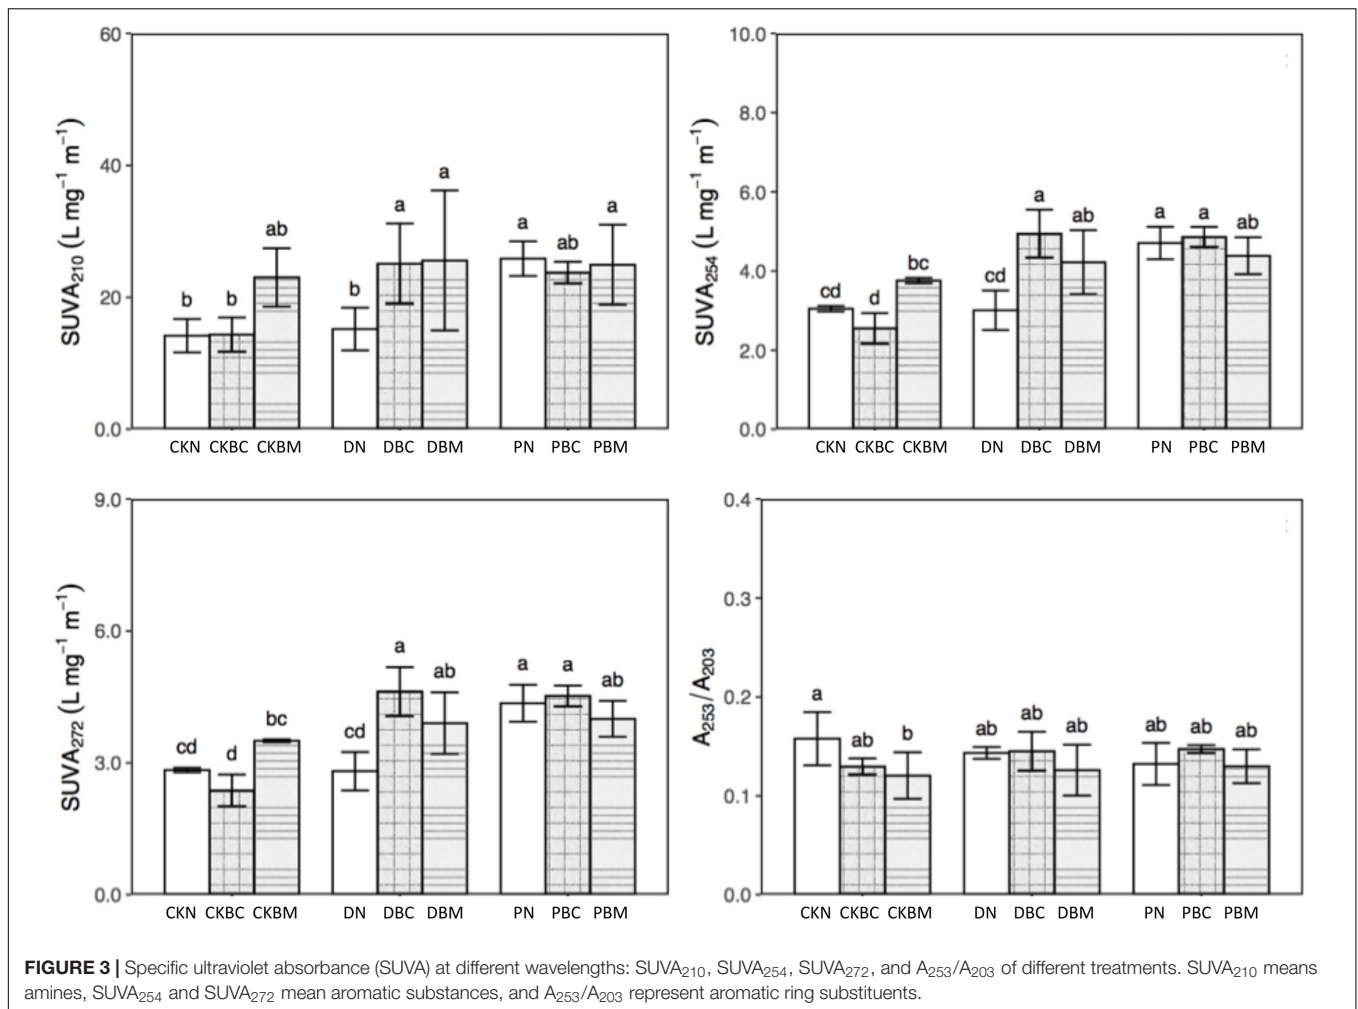 60
40
20
0.0
SUVA210 (L mg−1 m−1)
b b ab b a a a ab a
CKN CKBC CKBM DN DBC DBM PN PBC PBM
10.0
8.0
6.0
4.0
2.0
0.0
SUVA254 (L mg−1 m−1)
cd d bc cd a ab a a ab
CKN CKBC CKBM DN DBC DBM PN PBC PBM
9.0
6.0
3.0
0.0
SUVA272 (L mg−1 m−1)
cd d bc cd a ab a a ab
CKN CKBC CKBM DN DBC DBM PN PBC PBM
0.4
0.3
0.2
0.1
0.0
A253/A203
a ab b ab ab ab ab ab ab
CKN CKBC CKBM DN DBC DBM PN PBC PBM
FIGURE 3 | Specific ultraviolet absorbance (SUVA) at different wavelengths: SUVA210, SUVA254, SUVA272, and A253/A203 of different treatments. SUVA210 means
amines, SUVA254 and SUVA272 mean aromatic substances, and A253/A203 represent aromatic ring substituents.